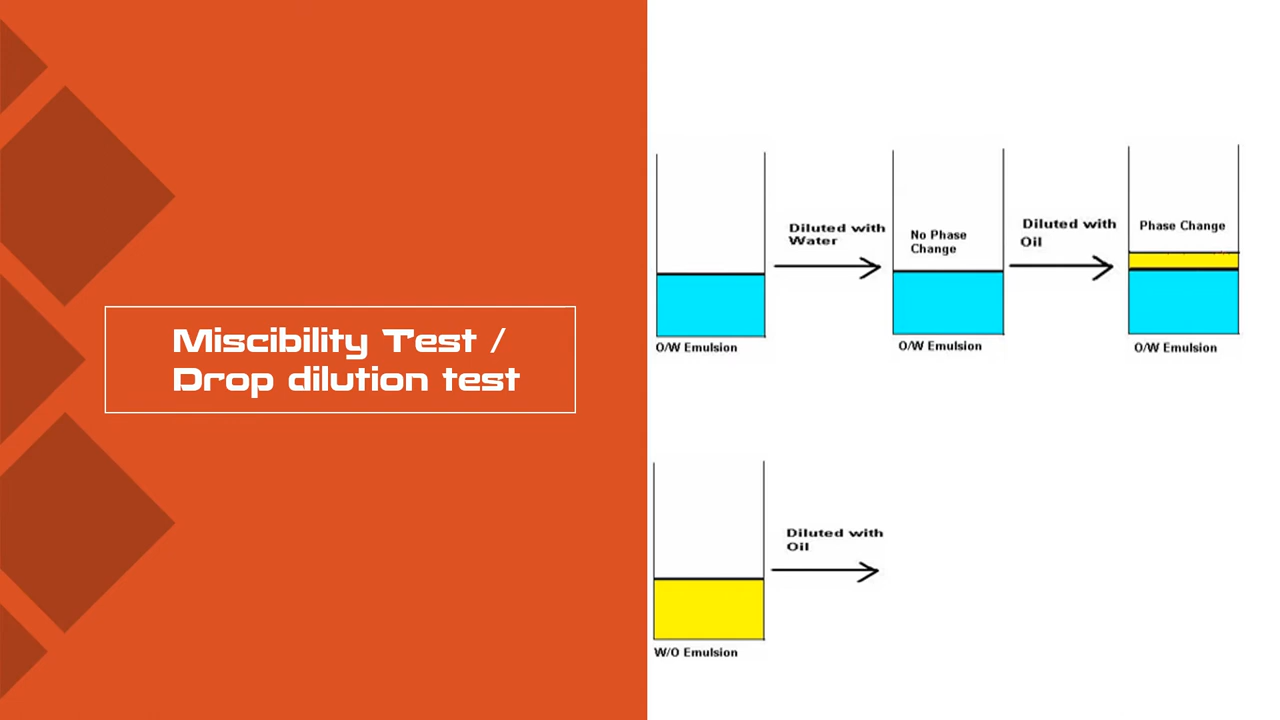 Miscibility Test /
Drop dilution test
Diluted with
Water
No Phase
Change
Diluted with
Oil
Phase Change
O/W Emulsion
O/W Emulsion
O/W Emulsion
Diluted with
Oil
W/O Emulsion